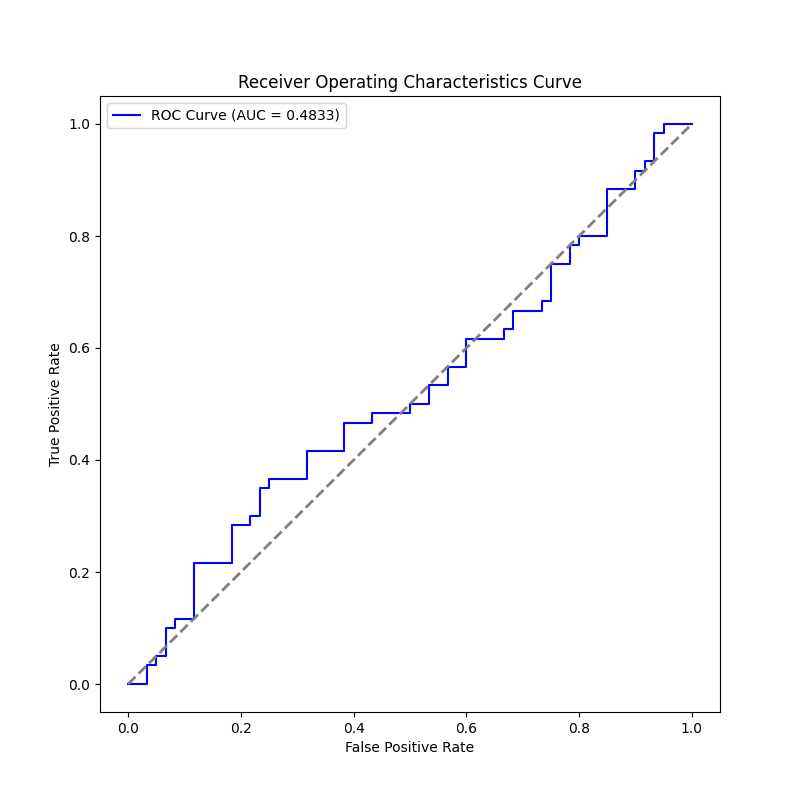 Receiver Operating Characteristics Curve
ROC Curve (AUC = 0.4833)
1.0
0.8
0.6
0.4
0.2
0.0
True Positive Rate
0.0 0.2 0.4 0.6 0.8 1.0
False Positive Rate